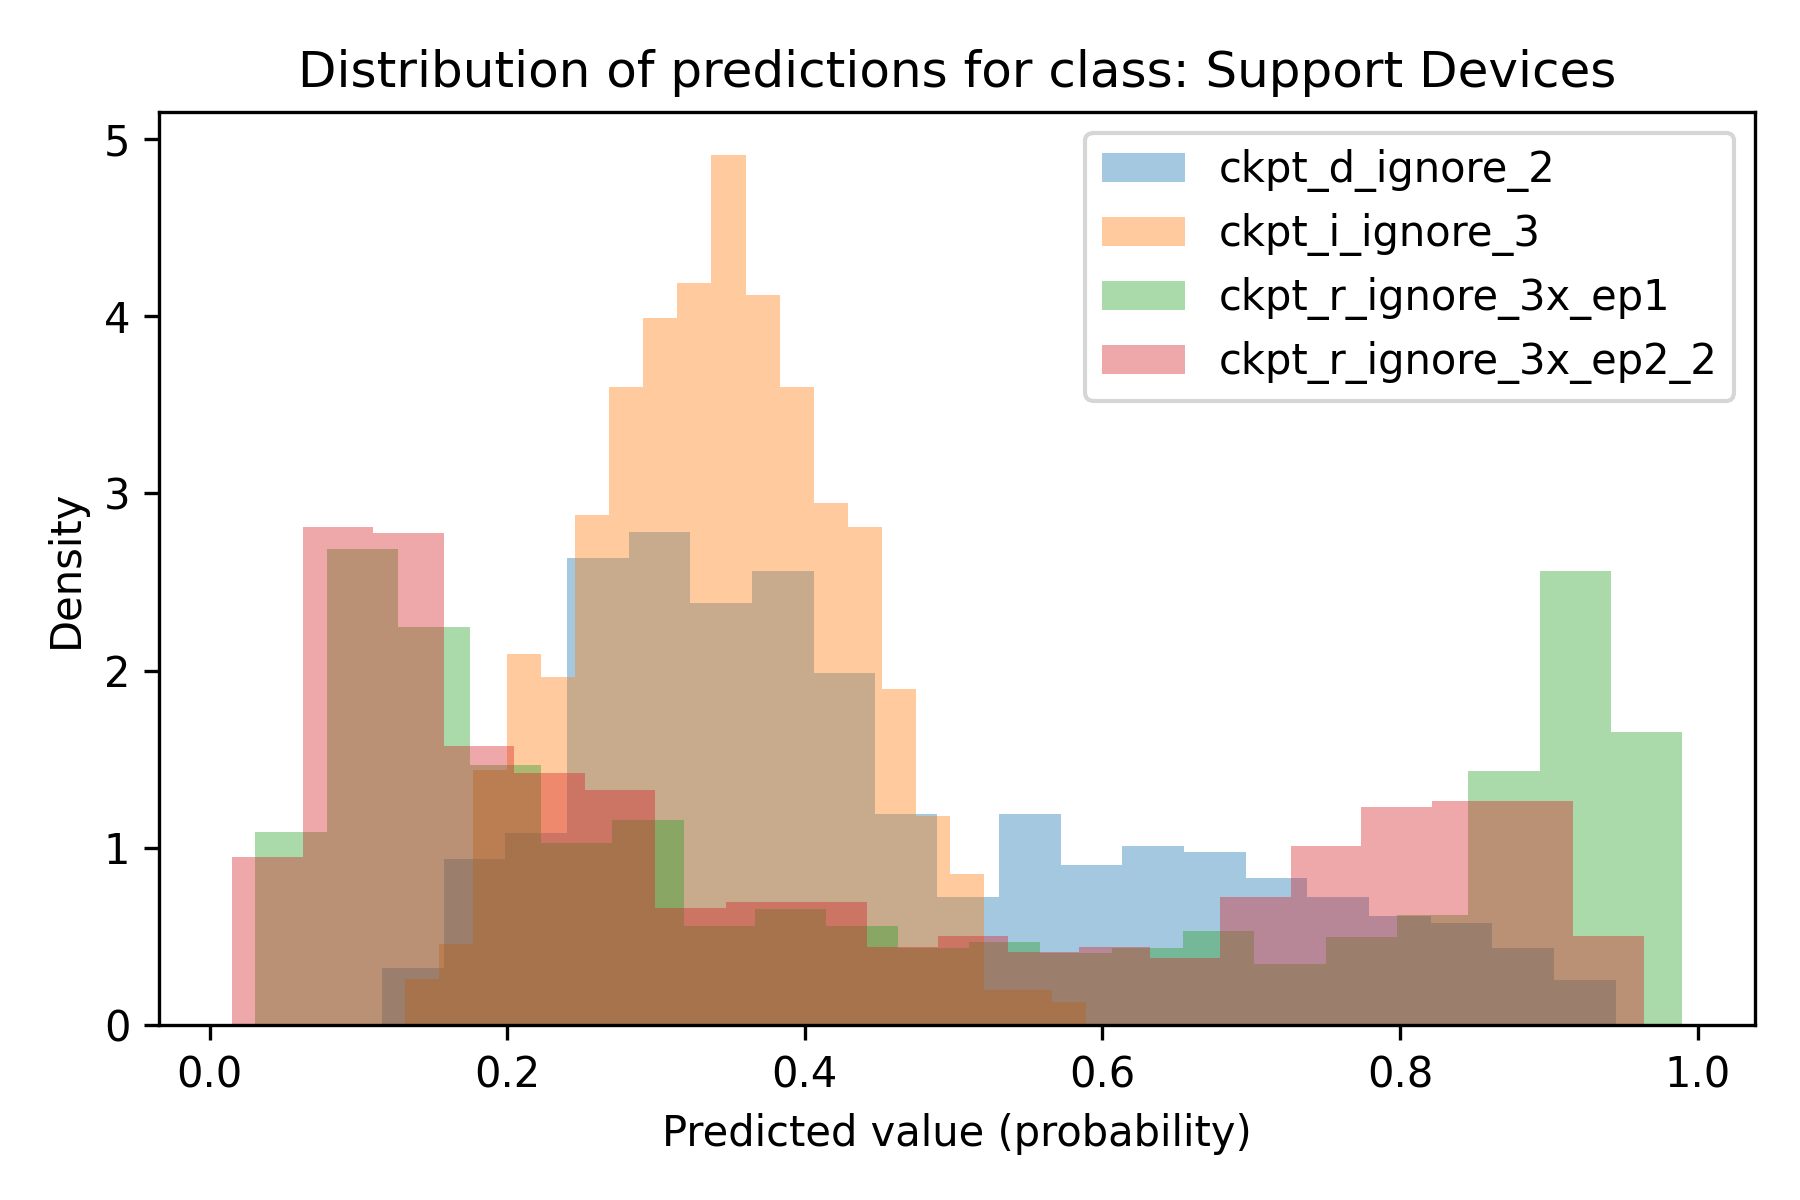 Distribution of predictions for class: Support Devices
ckpt_d_ignore_2
ckpt_i_ignore_3
ckpt_r_ignore_3x_ep1
ckpt_r_ignore_3x_ep2_2
Density
5
4
3
2
1
0
0.0 0.2 0.4 0.6 0.8 1.0
Predicted value (probability)